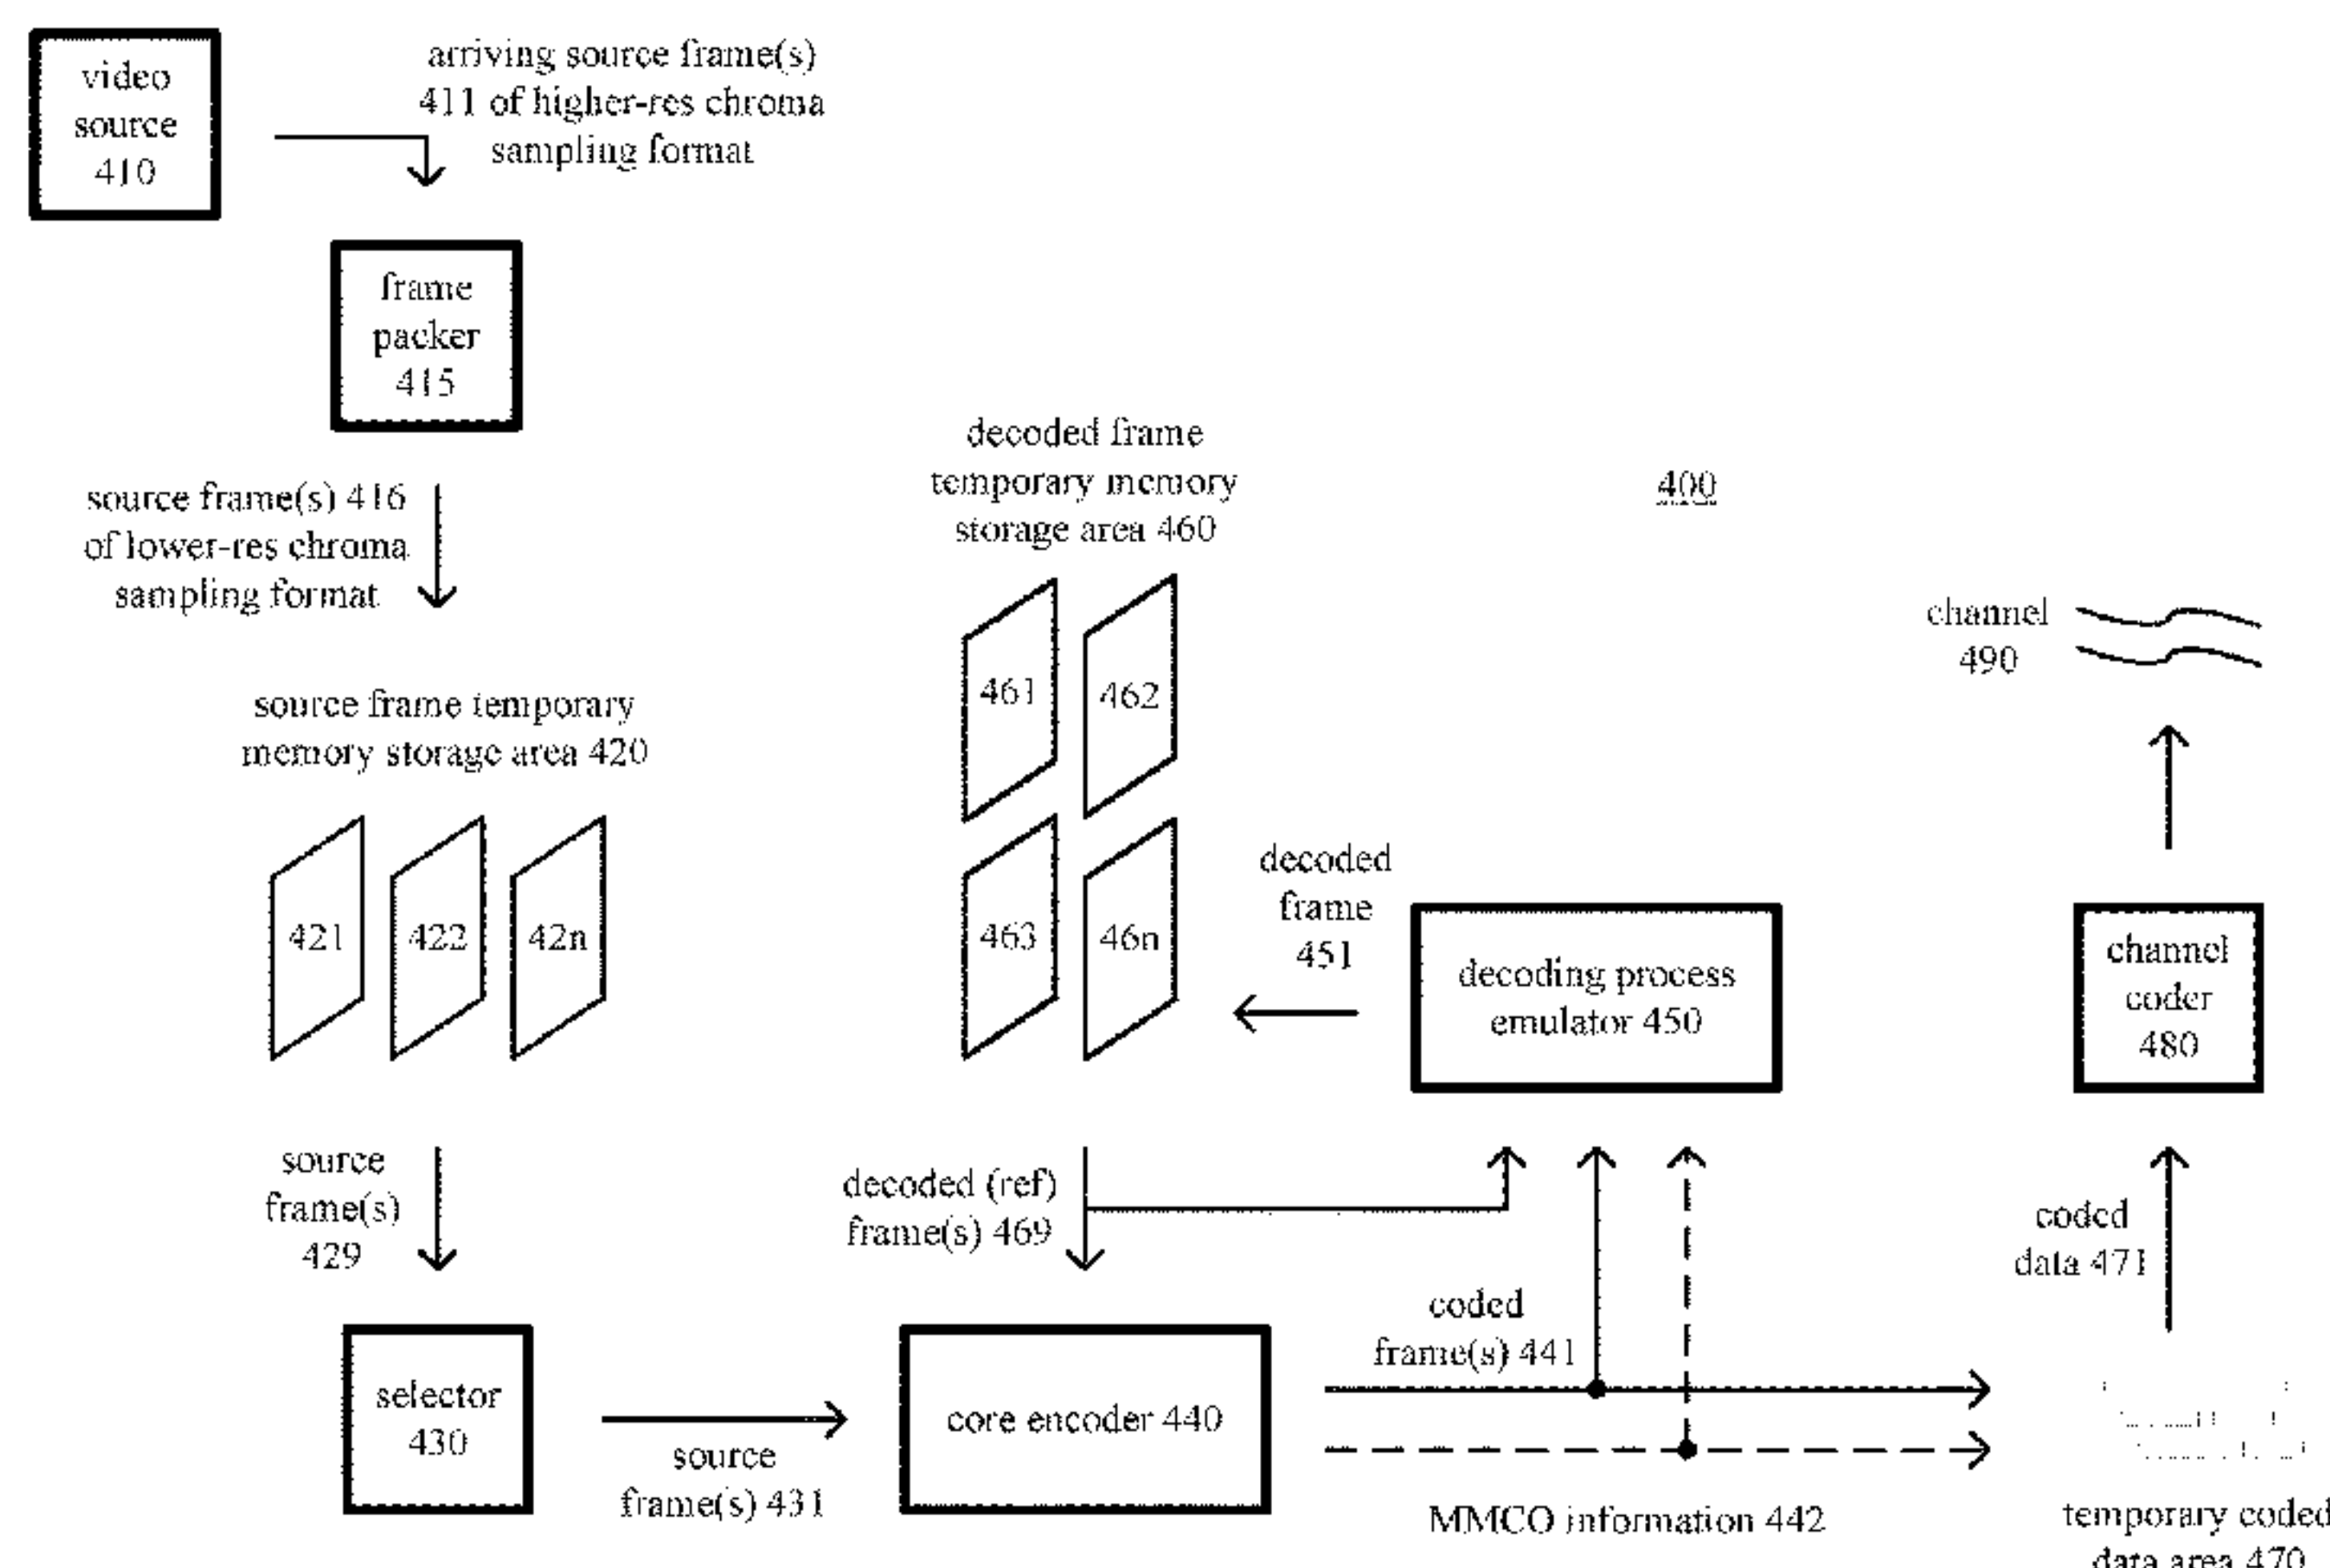 video
source
410
arriving source frame(s)
411 of higher-res chroma
sampling format
frame
packer
415
source frame(s) 416
of lower-res chroma
sampling format
decoded frame
temporary memory
storage area 460
400
channel
490
461
462
source frame temporary
memory storage area 420
421
422
42n
463
46n
decoded
frame
451
decoding process
emulator 450
channel
coder
480
source
frame(s)
429
decoded (ref)
frame(s) 469
coded
data 471
coded
frame(s) 441
selector
430
source
frame(s) 431
core encoder 440
MMCO information 442
temporary coded
data area 470